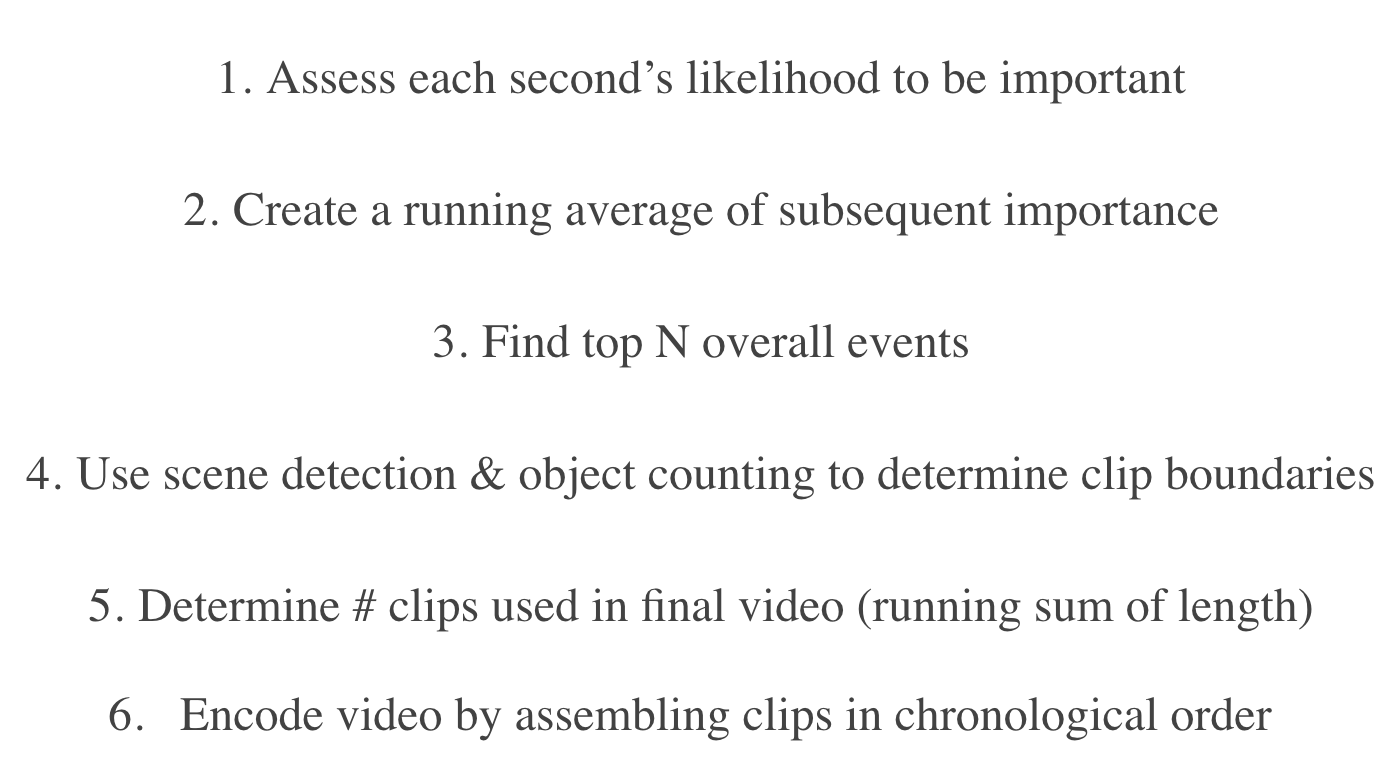 1. Assess each second’s likelihood to be important
2. Create a running average of subsequent importance
3. Find top N overall events
4. Use scene detection & object counting to determine clip boundaries
5. Determine # clips used in final video (running sum of length)
6. Encode video by assembling clips in chronological order